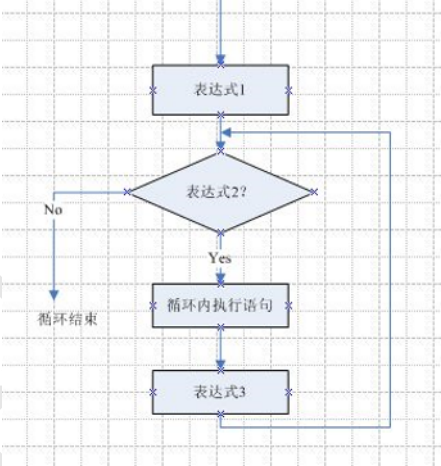 表达式1
表达式2?
No
Yes
循环内执行语句
循环结束
表达式3